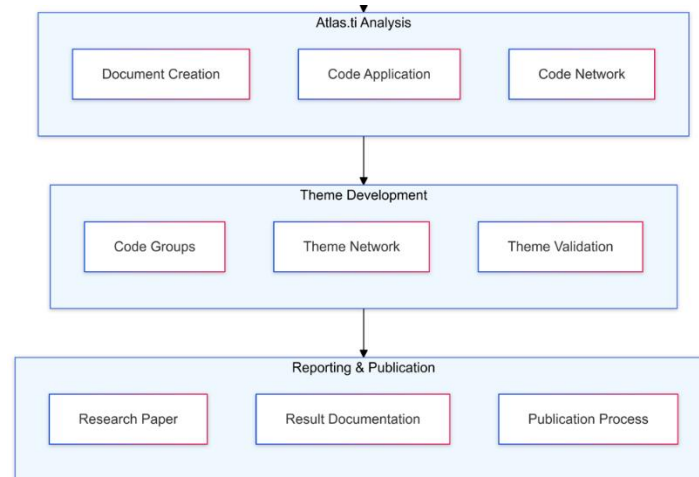 Atlas.ti Analysis
Document Creation
Code Application
Code Network
Theme Development
Code Groups
Theme Network
Theme Validation
Reporting & Publication
Research Paper
Result Documentation
Publication Process